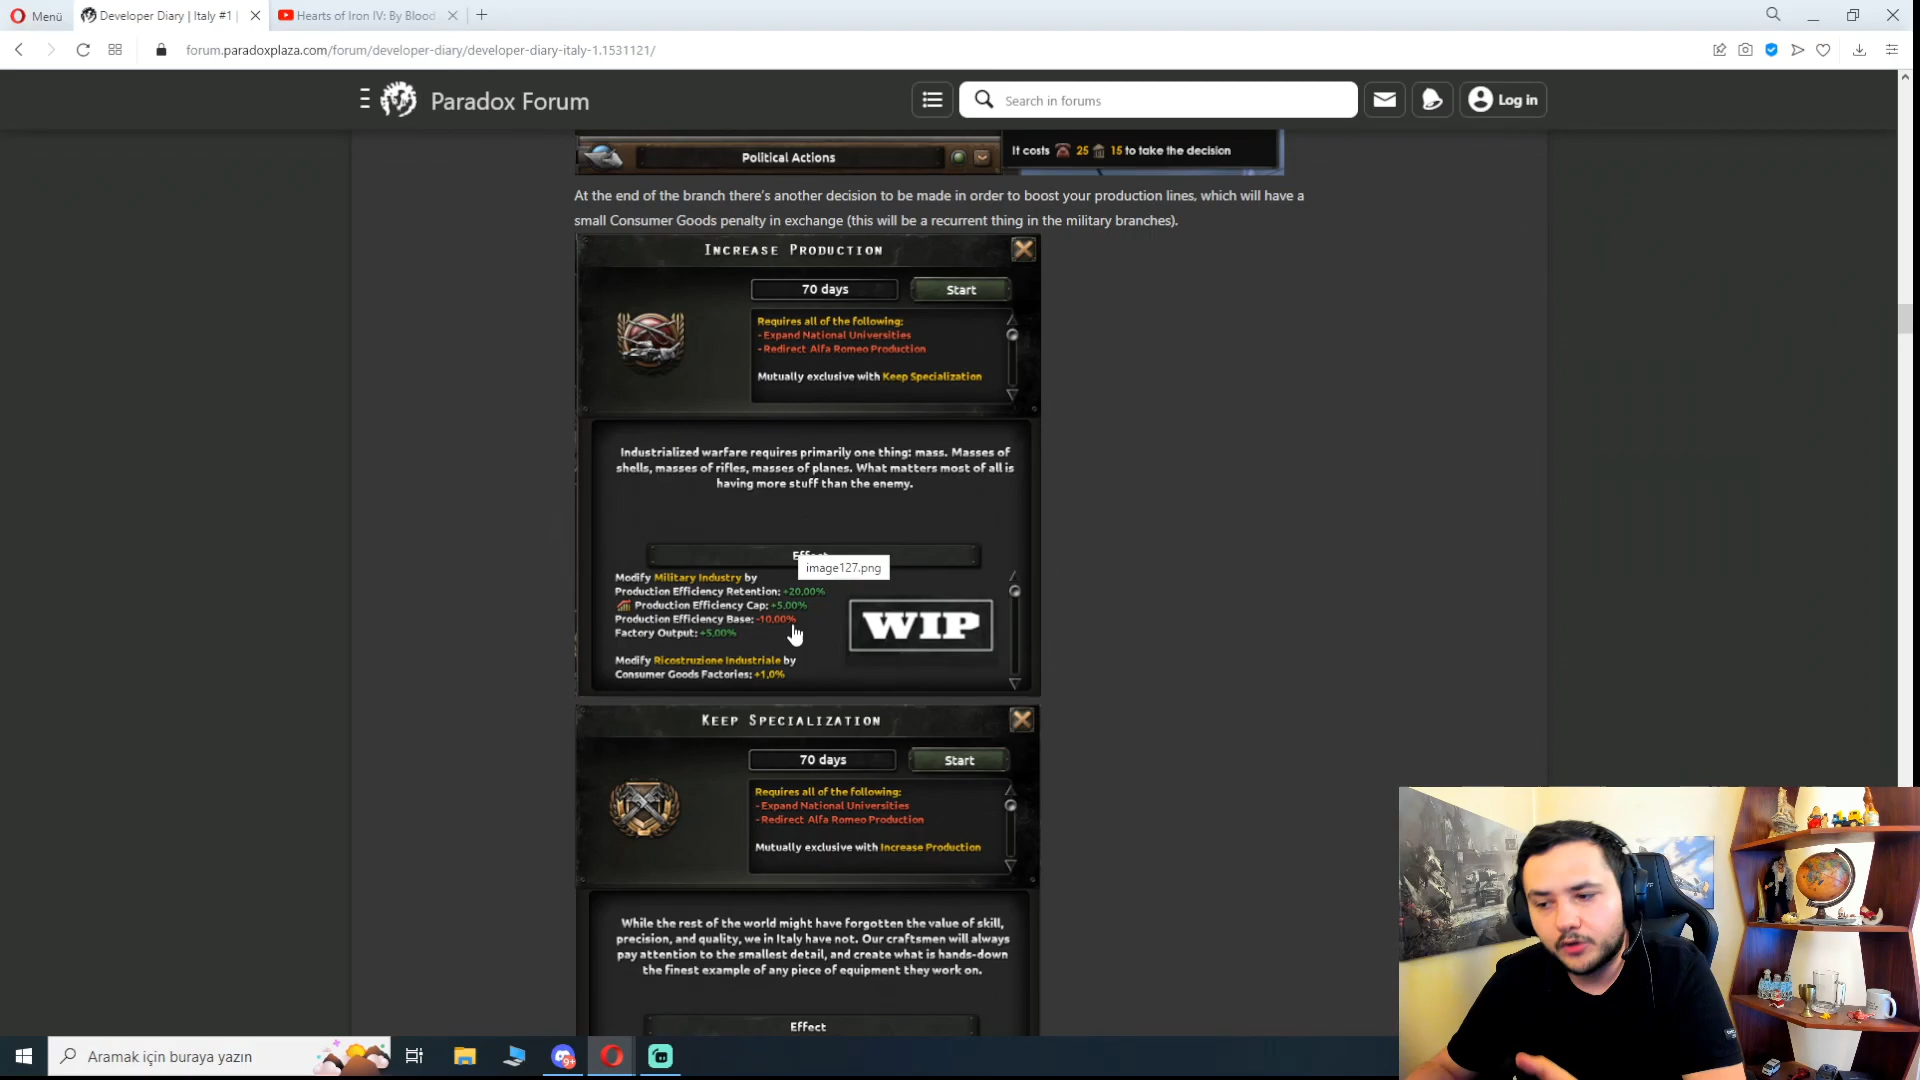 Menü
Developer Diary | Italy #1 |
Hearts of Iron IV: By Blood
forum.paradoxplaza.com/forum/developer-diary/developer-diary-italy-1.1531121/
Paradox Forum
Search in forums
Log in
Political Actions
It costs 25 15 to take the decision
At the end of the branch there's another decision to be made in order to boost your production lines, which will have a
small Consumer Goods penalty in exchange (this will be a recurrent thing in the military branches).
INCREASE PRODUCTION
70 days
Start
Requires all of the following:
-Expand National Universities
-Redirect Alfa Romeo Production
Mutually exclusive with Keep Specialization
Industrialized warfare requires primarily one thing: mass. Masses of
shells, masses of rifles, masses of planes. What matters most of all is
having more stuff than the enemy.
Effect
image127.png
Modify Military Industry by
Production Efficiency Retention: +20,00%
Production Efficiency Cap: +5,00%
Production Efficiency Base: -10,00%
Factory Output: +5,00%
WIP
Modify Ricostruzione Industriale by
Consumer Goods Factories: +1,0%
KEEP SPECIALIZATION
70 days
Start
Requires all of the following:
-Expand National Universities
-Redirect Alfa Romeo Production
Mutually exclusive with Increase Production
While the rest of the world might have forgotten the value of skill,
precision, and quality, we in Italy have not. Our craftsmen will always
pay attention to the smallest detail, and create what is hands-down
the finest example of any piece of equipment they work on.
Effect
Aramak için buraya yazın
9+